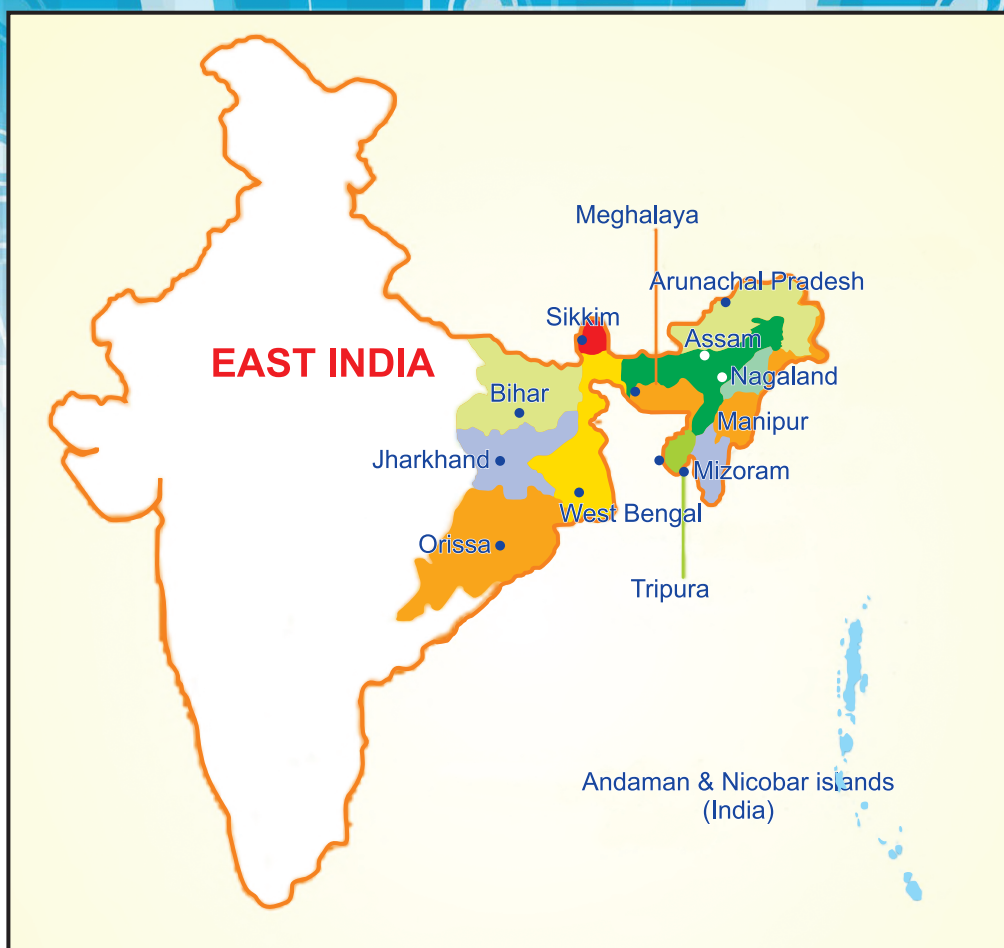 Meghalaya
Arunachal Pradesh
Sikkim
Assam
EAST INDIA
Nagaland
Bihar
Manipur
Jharkhand
Mizoram
West Bengal
Orissa
Tripura
Andaman & Nicobar islands
(India)